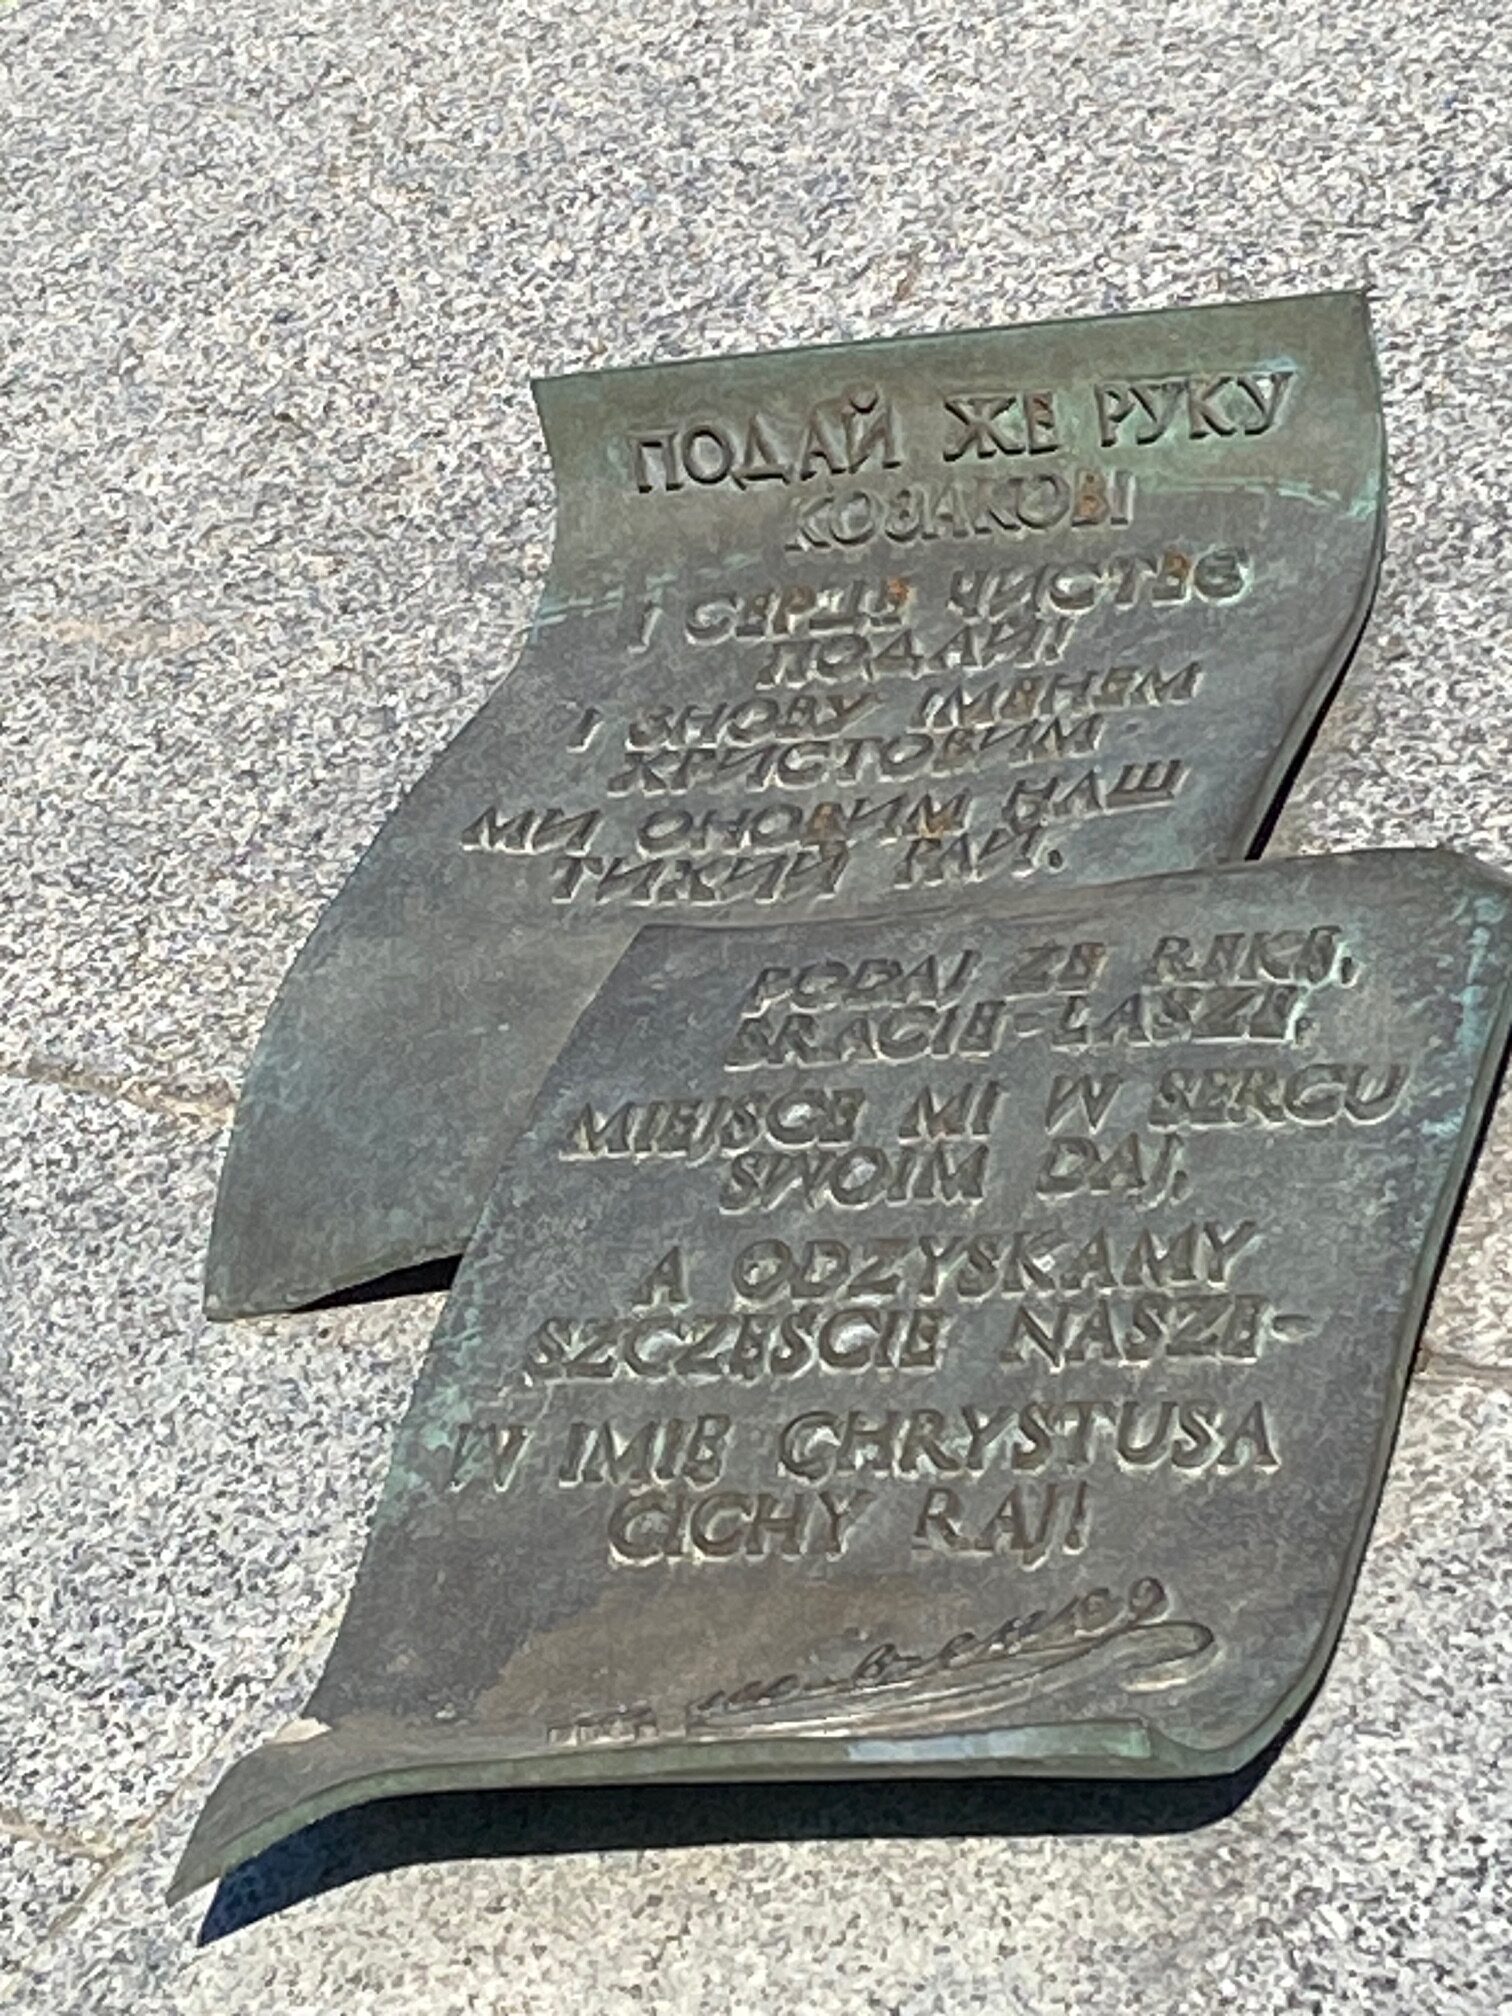 ПОДАЙ ЖЕ РУКУ
КОЗАКОВІ
І СЕРЦЕ ЧИСТЕЄ
ПОДАЙ!
І ЗНОВУ ІМЕНЕМ
ХРИСТОВИМ
МИ ОНОВИМ НАШ
ТИХИЙ РАЙ.
PODAJ ŻE RĘKĘ,
BRACIE-LASZE,
MIEJSCE MI W SERCU
SWOIM DAJ,
A ODZYSKAMY
SZCZĘŚCIE NASZE-
W IMIĘ CHRYSTUSA
CICHY RAJ!